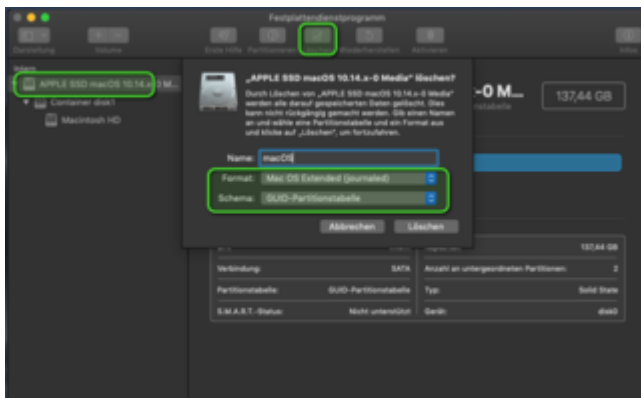 Festplattendienstprogramm
Darstellung Volume Erste Hilfe Partitionieren Wiederherstellen Aktivieren Infos
Intern
APPLE SSD macOS 10.14.x-0 M...
Container disk1
Macintosh HD
„APPLE SSD macOS 10.14.x-0 Media“ löschen?
Durch Löschen von „APPLE SSD macOS 10.14.x-0 Media“
werden alle darauf gespeicherten Daten gelöscht. Dies
kann nicht rückgängig gemacht werden. Gib einen Namen
an und wähle eine Partitionstabelle und ein Format aus
und klicke auf „Löschen“, um fortzufahren.
Name: macOS
Format: Mac OS Extended (journaled)
Schema: GUID-Partitionstabelle
Abbrechen Löschen
-0 M...
137,44 GB
137,44 GB
Verbindung: SATA Anzahl an untergeordneten Partitionen: 2
Partitionstabelle: GUID-Partitionstabelle Typ: Solid State
S.M.A.R.T.-Status: Nicht unterstützt Gerät: disk0